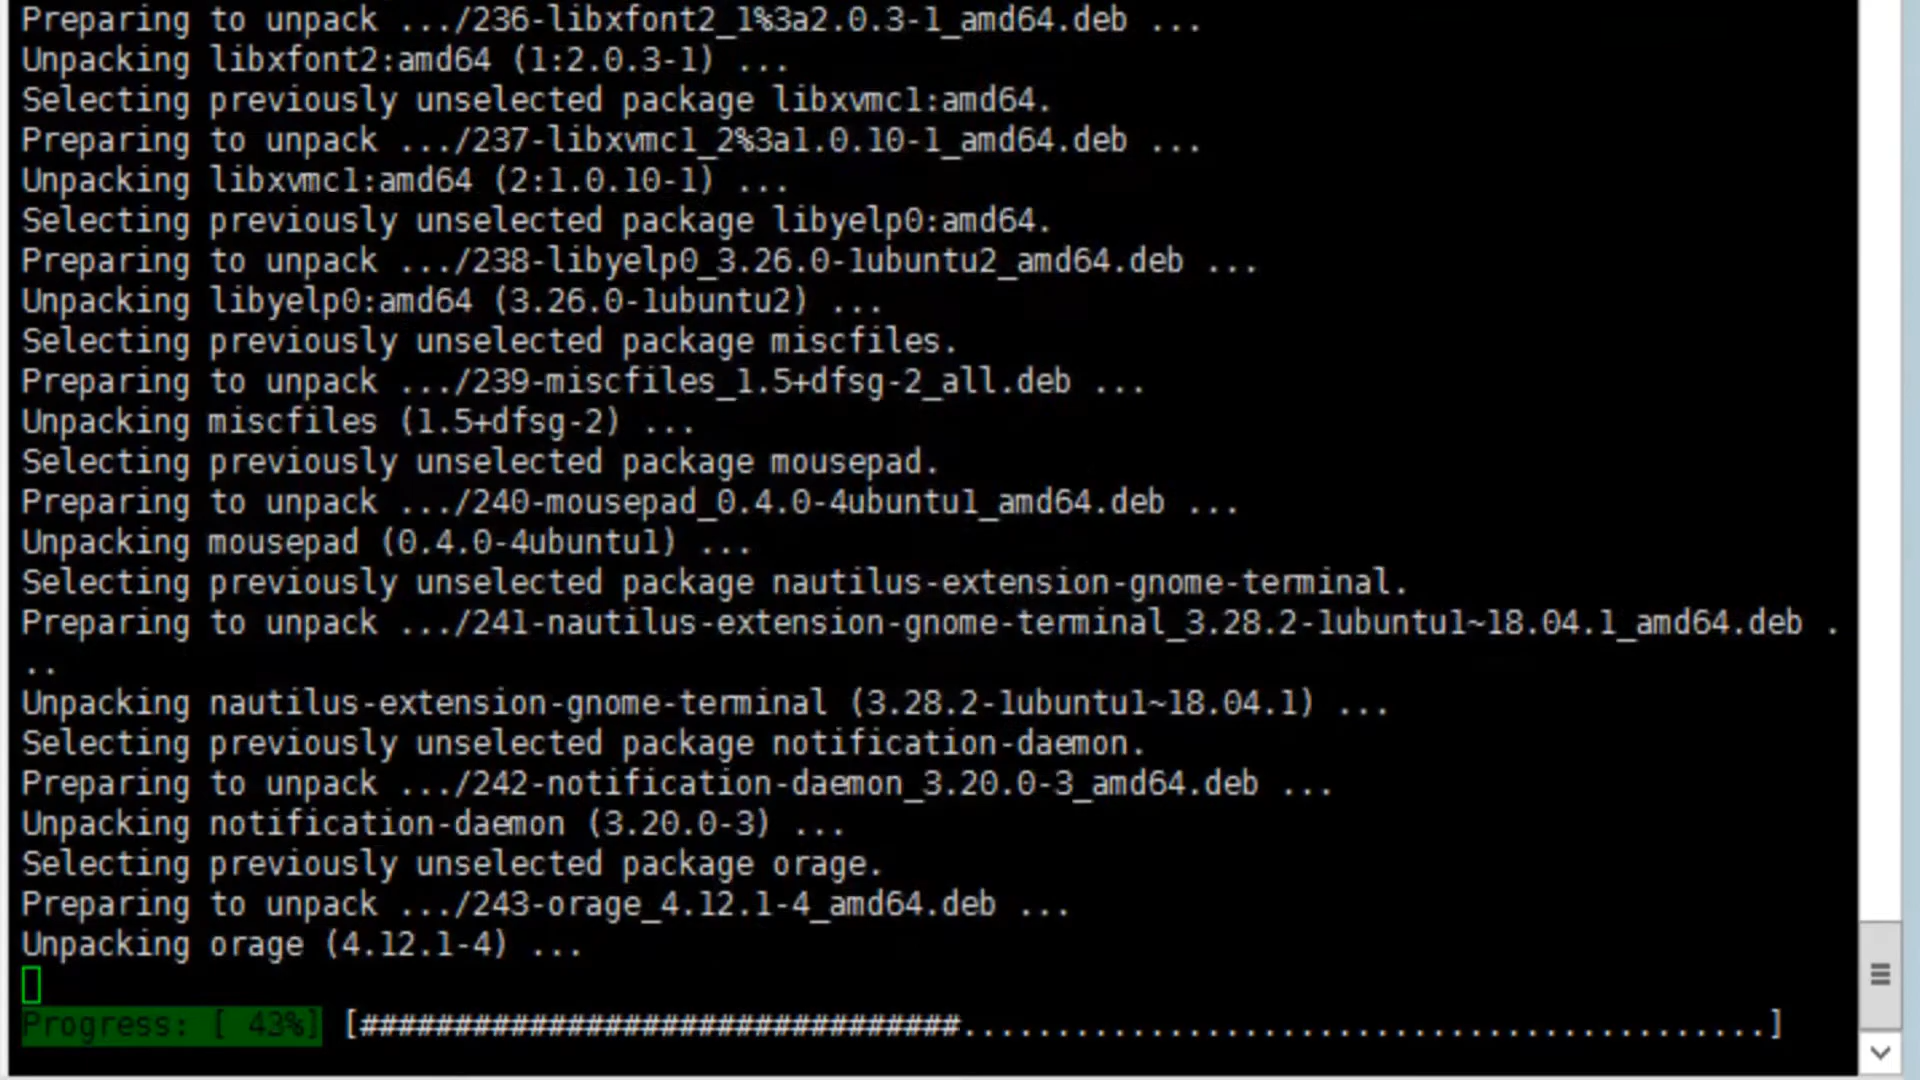 Preparing to unpack .../236-libxfont2_1%3a2.0.3-1_amd64.deb ...
Unpacking libxfont2:amd64 (1:2.0.3-1) ...
Selecting previously unselected package libxvmc1:amd64.
Preparing to unpack .../237-libxvmc1_2%3a1.0.10-1_amd64.deb ...
Unpacking libxvmc1:amd64 (2:1.0.10-1) ...
Selecting previously unselected package libyelp0:amd64.
Preparing to unpack .../238-libyelp0_3.26.0-1ubuntu2_amd64.deb ...
Unpacking libyelp0:amd64 (3.26.0-1ubuntu2) ...
Selecting previously unselected package miscfiles.
Preparing to unpack .../239-miscfiles_1.5+dfsg-2_all.deb ...
Unpacking miscfiles (1.5+dfsg-2) ...
Selecting previously unselected package mousepad.
Preparing to unpack .../240-mousepad_0.4.0-4ubuntu1_amd64.deb ...
Unpacking mousepad (0.4.0-4ubuntu1) ...
Selecting previously unselected package nautilus-extension-gnome-terminal.
Preparing to unpack .../241-nautilus-extension-gnome-terminal_3.28.2-1ubuntu1~18.04.1_amd64.deb .
..
Unpacking nautilus-extension-gnome-terminal (3.28.2-1ubuntu1~18.04.1) ...
Selecting previously unselected package notification-daemon.
Preparing to unpack .../242-notification-daemon_3.20.0-3_amd64.deb ...
Unpacking notification-daemon (3.20.0-3) ...
Selecting previously unselected package orage.
Preparing to unpack .../243-orage_4.12.1-4_amd64.deb ...
Unpacking orage (4.12.1-4) ...
Progress: [ 43%] [################################...........................................]